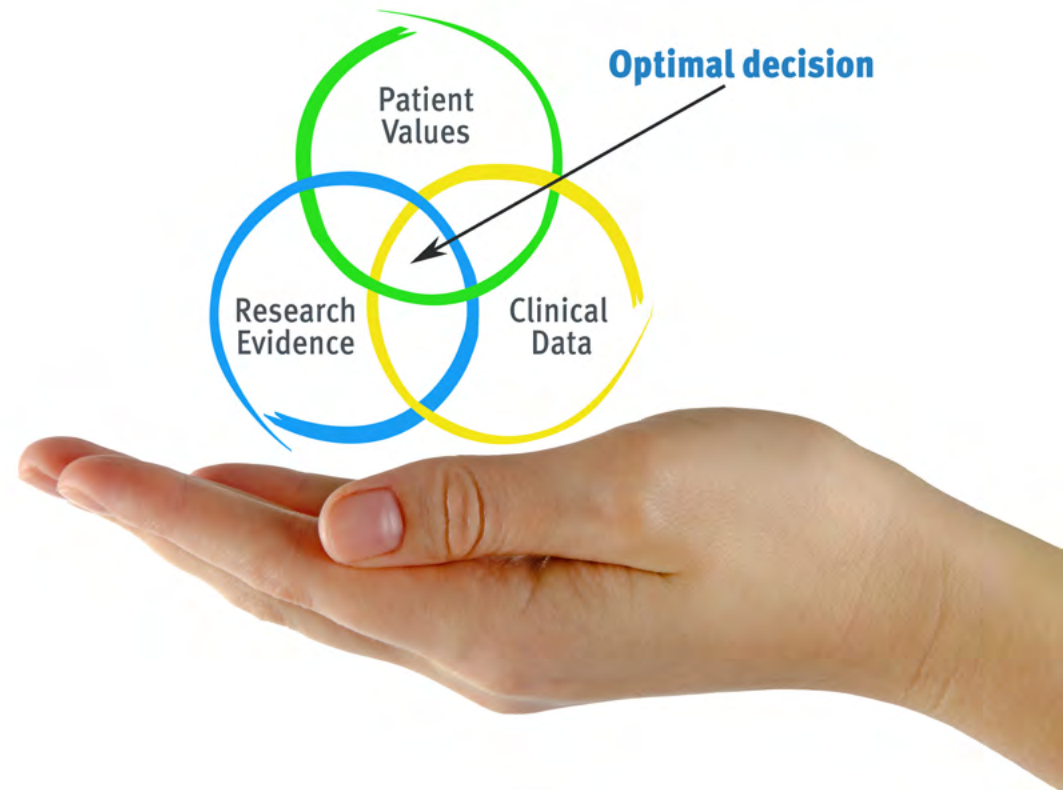 Optimal decision
Patient
Values
Research
Evidence
Clinical
Data